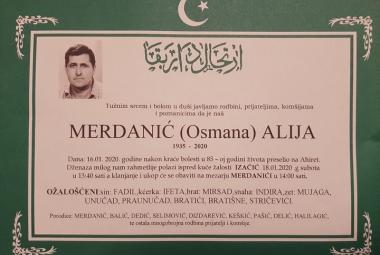 Tužnim srcem i bolom u duši javljamo rodbini, prijateljima, komšijama
i poznanicima da je naš
MERDANIĆ (Osmana) ALIJA
1935 - 2020
Dana: 16.01. 2020. godine nakon kraće bolesti u 85 - oj godini života preselio na Ahiret.
Dženaza milog nam rahmetlije polazi ispred kuće žalosti IZAČIĆ 18.01.2020 .g subota
u 13:40 sati a klanjanje i ukop će se obaviti na mezarju MERDANIĆI u 14:00 sati.
OŽALOŠĆENI:sin: FADIL,kćerka: IFETA,brat: MIRSAD,snaha: INDIRA,zet: MUJAGA,
UNUČAD, PRAUNUČAD, BRATIĆI, BRATIŠNE, STRIČEVIĆI.
Porodice: MERDANIĆ, BALIĆ, DEDIĆ, SELIMOVIĆ, DIZDAREVIĆ, KEŠKIĆ, PAŠIĆ, DELIĆ, HALILAGIĆ,
te ostala mnogobrojna rodbina prijatelji i komšije.